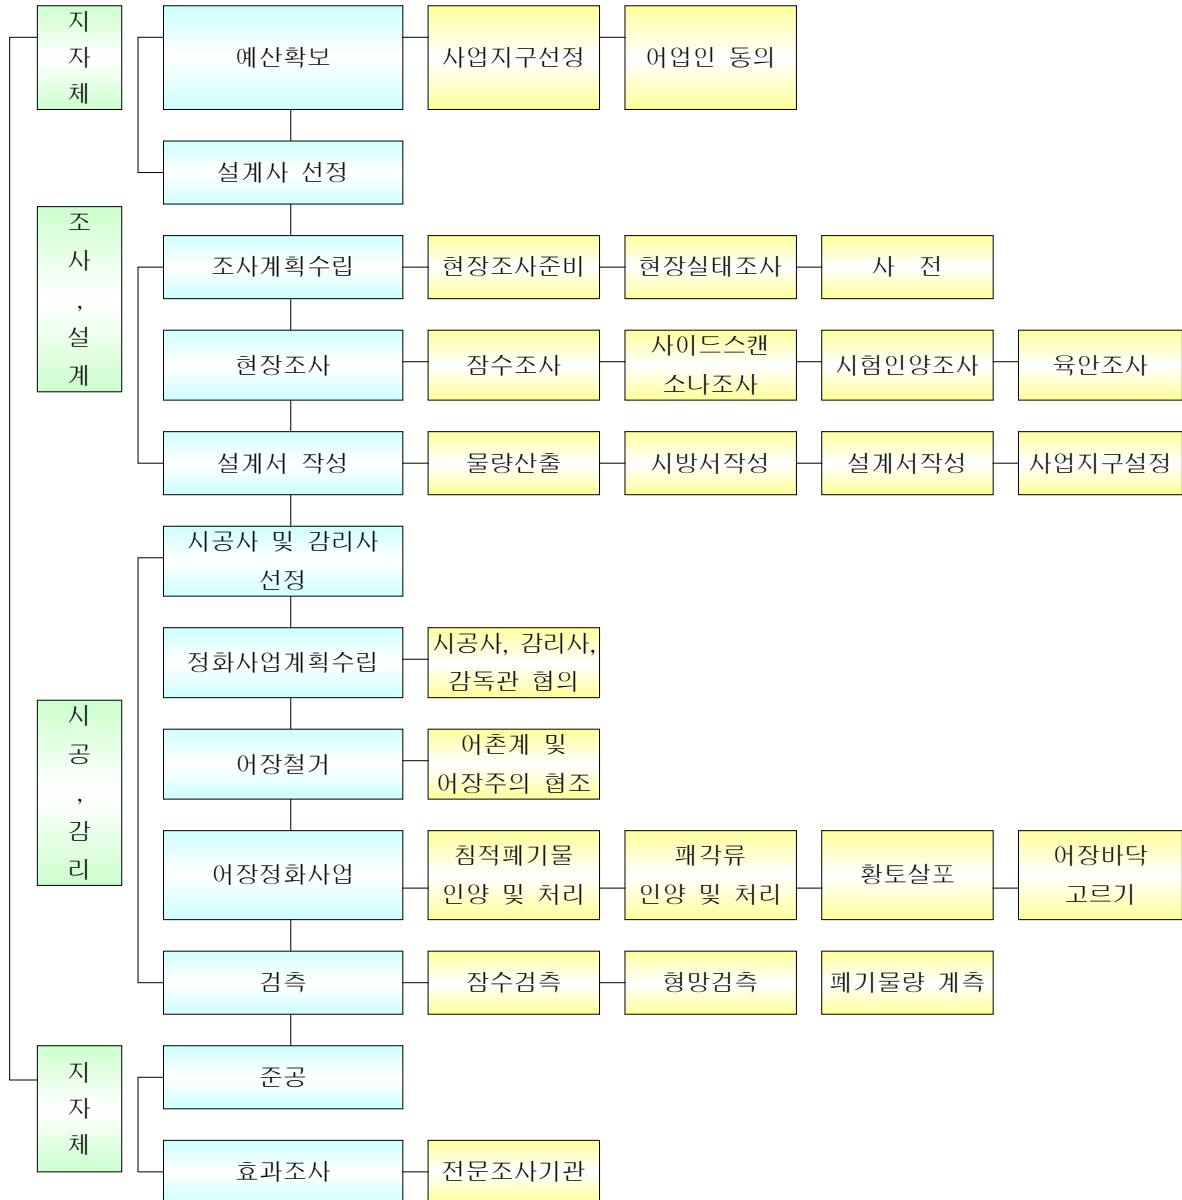 지
자
체
예산확보
사업지구선정
어업인 동의
설계사 선정
조
사
,
설
계
조사계획수립
현장조사준비
현장실태조사
사 전
현장조사
잠수조사
사이드스캔
소나조사
시험인양조사
육안조사
설계서 작성
물량산출
시방서작성
설계서작성
사업지구설정
시
공
,
감
리
시공사 및 감리사
선정
정화사업계획수립
시공사, 감리사,
감독관 협의
어장철거
어촌계 및
어장주의 협조
어장정화사업
침적폐기물
인양 및 처리
패각류
인양 및 처리
황토살포
어장바닥
고르기
검측
잠수검측
형망검측
폐기물량 계측
지
자
체
준공
효과조사
전문조사기관